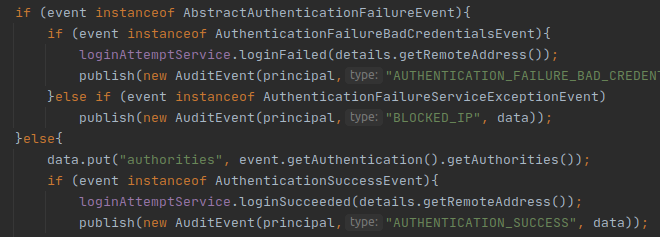 if (event instanceof AbstractAuthenticationFailureEvent){
if (event instanceof AuthenticationFailureBadCredentialsEvent){
loginAttemptService.loginFailed(details.getRemoteAddress());
publish(new AuditEvent(principal, type: "AUTHENTICATION_FAILURE_BAD_CREDENT
}else if (event instanceof AuthenticationFailureServiceExceptionEvent)
publish(new AuditEvent(principal, type: "BLOCKED_IP", data));
}else{
data.put("authorities", event.getAuthentication().getAuthorities());
if (event instanceof AuthenticationSuccessEvent){
loginAttemptService.loginSucceeded(details.getRemoteAddress());
publish(new AuditEvent(principal, type: "AUTHENTICATION_SUCCESS", data));